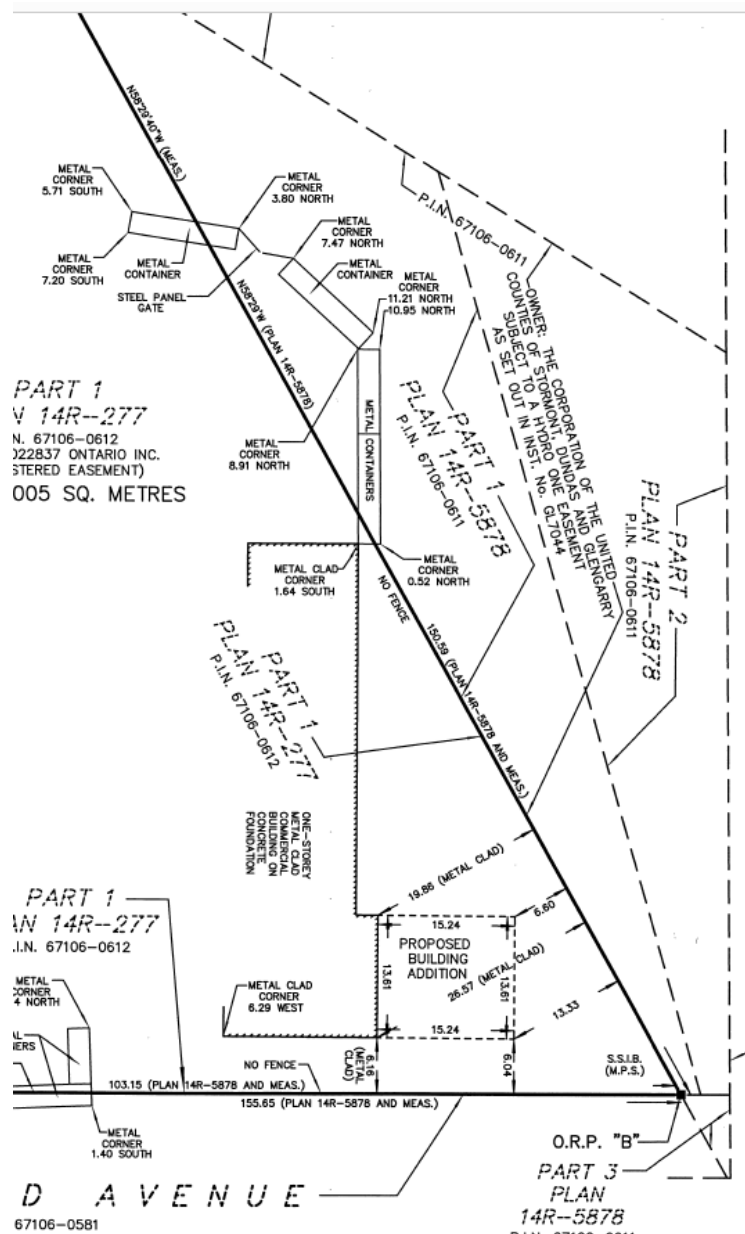 N58°29'40"W (MEAS.)
METAL
CORNER
5.71 SOUTH
METAL
CORNER
3.80 NORTH
P.I.N. 67106-0611
METAL
CORNER
7.47 NORTH
METAL
CORNER
7.20 SOUTH
METAL
CONTAINER
METAL
CONTAINER
STEEL PANEL
GATE
METAL
CORNER
11.21 NORTH
10.95 NORTH
N58°29'W (PLAN 14R-5878)
OWNER: THE CORPORATION OF THE UNITED
COUNTIES OF STORMONT, DUNDAS AND GLENGARRY
SUBJECT TO A HYDRO ONE EASEMENT
AS SET OUT IN INST. No. GL7044
PART 1
N 14R--277
N. 67106-0612
022837 ONTARIO INC.
STERED EASEMENT)
005 SQ. METRES
METAL
CORNER
8.91 NORTH
METAL CONTAINERS
PART 1
PLAN 14R--5878
P.I.N. 67106-0611
PART 2
PLAN 14R--5878
P.I.N. 67106-0611
METAL CLAD
CORNER
1.64 SOUTH
METAL
CORNER
0.52 NORTH
NO FENCE
150.59 (PLAN 14R-5878 AND MEAS.)
PART 1
PLAN 14R--277
P.I.N. 67106-0612
ONE-STOREY
METAL CLAD
COMMERCIAL
BUILDING ON
CONCRETE
FOUNDATION
19.86 (METAL CLAD)
6.60
PART 1
AN 14R--277
.I.N. 67106-0612
15.24
PROPOSED
BUILDING
ADDITION
13.61
13.61
26.57 (METAL CLAD)
13.33
15.24
METAL
CORNER
4 NORTH
METAL CLAD
CORNER
6.29 WEST
AL
NERS
6.16
(METAL
CLAD)
6.04
NO FENCE
S.S.I.B.
(M.P.S.)
103.15 (PLAN 14R-5878 AND MEAS.)
155.65 (PLAN 14R-5878 AND MEAS.)
METAL
CORNER
1.40 SOUTH
O.R.P. "B"
D AVENUE
67106-0581
PART 3
PLAN
14R--5878